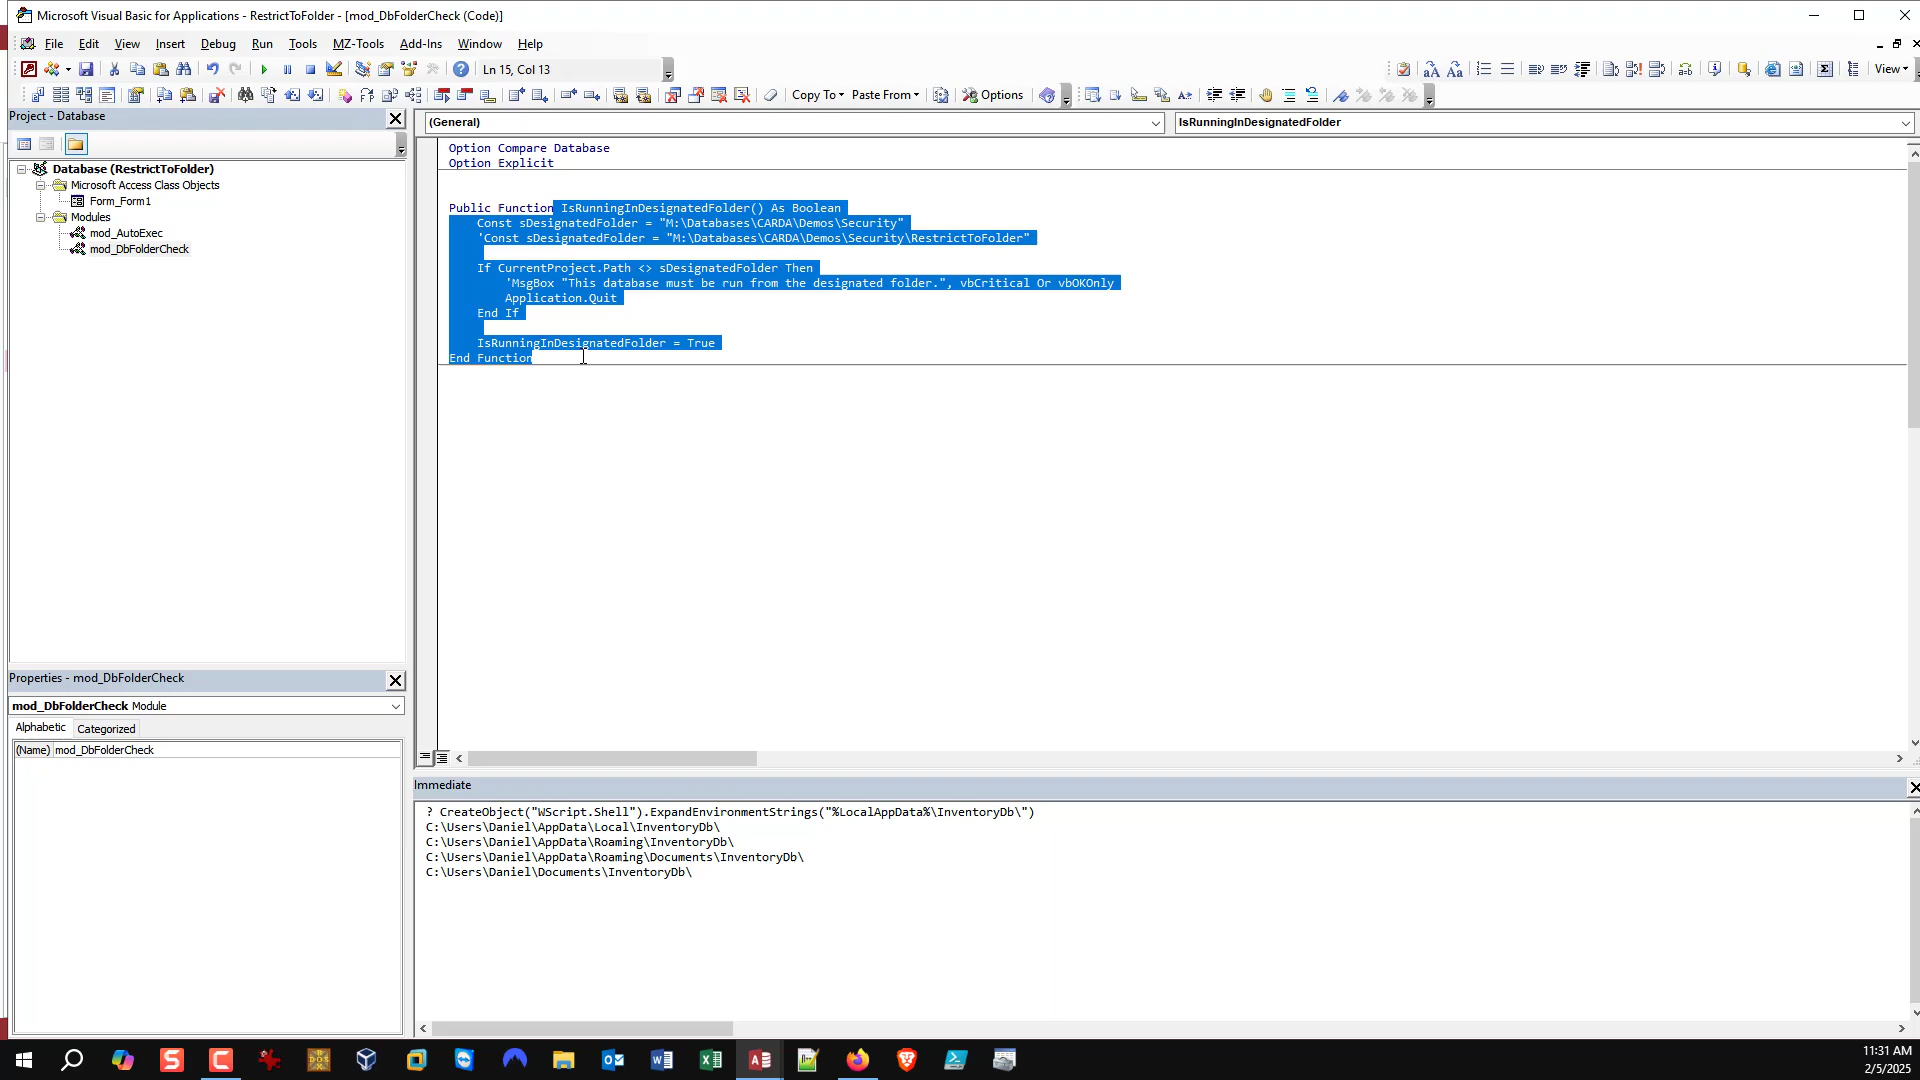 Microsoft Visual Basic for Applications - RestrictToFolder - [mod_DbFolderCheck (Code)]
File Edit View Insert Debug Run Tools MZ-Tools Add-Ins Window Help
Ln 15, Col 13
View
Copy To Paste From Options
Project - Database
(General) IsRunningInDesignatedFolder
Database (RestrictToFolder)
Microsoft Access Class Objects
Form_Form1
Modules
mod_AutoExec
mod_DbFolderCheck
Option Compare Database
Option Explicit
Public Function IsRunningInDesignatedFolder() As Boolean
Const sDesignatedFolder = "M:\Databases\CARDA\Demos\Security"
'Const sDesignatedFolder = "M:\Databases\CARDA\Demos\Security\RestrictToFolder"
If CurrentProject.Path <> sDesignatedFolder Then
'MsgBox "This database must be run from the designated folder.", vbCritical Or vbOKOnly
Application.Quit
End If
IsRunningInDesignatedFolder = True
End Function
Properties - mod_DbFolderCheck
mod_DbFolderCheck Module
Alphabetic Categorized
(Name) mod_DbFolderCheck
Immediate
? CreateObject("WScript.Shell").ExpandEnvironmentStrings("%LocalAppData%\InventoryDb\")
C:\Users\Daniel\AppData\Local\InventoryDb\
C:\Users\Daniel\AppData\Roaming\InventoryDb\
C:\Users\Daniel\AppData\Roaming\Documents\InventoryDb\
C:\Users\Daniel\Documents\InventoryDb\
11:31 AM
2/5/2025